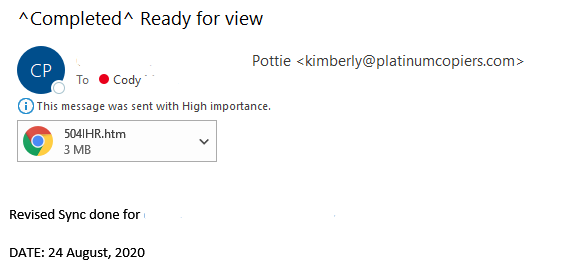 ^Completed^ Ready for view
CP
Pottie <kimberly@platinumcopiers.com>
To Cody
This message was sent with High importance.
504IHR.htm
3 MB
Revised Sync done for
DATE: 24 August, 2020